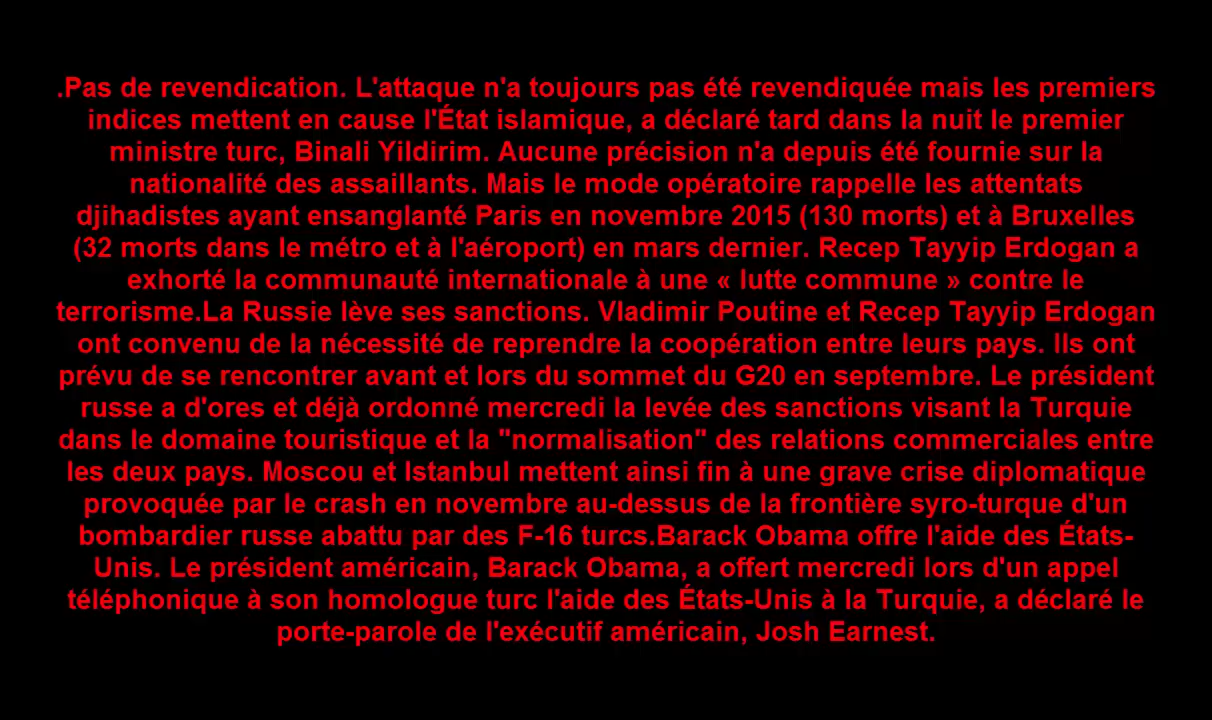 .Pas de revendication. L'attaque n'a toujours pas été revendiquée mais les premiers
indices mettent en cause l'État islamique, a déclaré tard dans la nuit le premier
ministre turc, Binali Yildirim. Aucune précision n'a depuis été fournie sur la
nationalité des assaillants. Mais le mode opératoire rappelle les attentats
djihadistes ayant ensanglanté Paris en novembre 2015 (130 morts) et à Bruxelles
(32 morts dans le métro et à l'aéroport) en mars dernier. Recep Tayyip Erdogan a
exhorté la communauté internationale à une « lutte commune » contre le
terrorisme.La Russie lève ses sanctions. Vladimir Poutine et Recep Tayyip Erdogan
ont convenu de la nécessité de reprendre la coopération entre leurs pays. Ils ont
prévu de se rencontrer avant et lors du sommet du G20 en septembre. Le président
russe a d'ores et déjà ordonné mercredi la levée des sanctions visant la Turquie
dans le domaine touristique et la "normalisation" des relations commerciales entre
les deux pays. Moscou et Istanbul mettent ainsi fin à une grave crise diplomatique
provoquée par le crash en novembre au-dessus de la frontière syro-turque d'un
bombardier russe abattu par des F-16 turcs.Barack Obama offre l'aide des États-
Unis. Le président américain, Barack Obama, a offert mercredi lors d'un appel
téléphonique à son homologue turc l'aide des États-Unis à la Turquie, a déclaré le
porte-parole de l'exécutif américain, Josh Earnest.